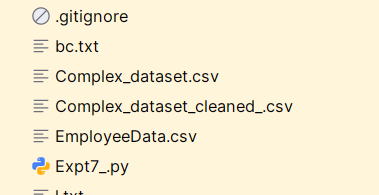 .gitignore
bc.txt
Complex_dataset.csv
Complex_dataset_cleaned_.csv
EmployeeData.csv
Expt7_.py